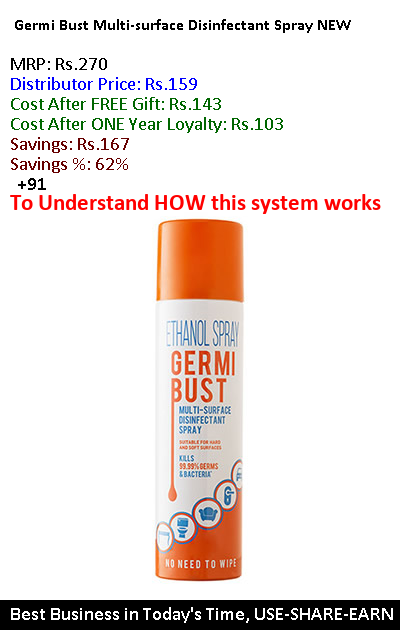 Germi Bust Multi-surface Disinfectant Spray NEW
MRP: Rs.270
Distributor Price: Rs.159
Cost After FREE Gift: Rs.143
Cost After ONE Year Loyalty: Rs.103
Savings: Rs.167
Savings %: 62%
+91
To Understand HOW this system works
ETHANOL SPRAY
GERMI
BUST
MULTI-SURFACE
DISINFECTANT
SPRAY
SUITABLE FOR HARD
AND SOFT SURFACES
KILLS
99.99% GERMS
& BACTERIA*
NO NEED TO WIPE
Best Business in Today's Time, USE-SHARE-EARN